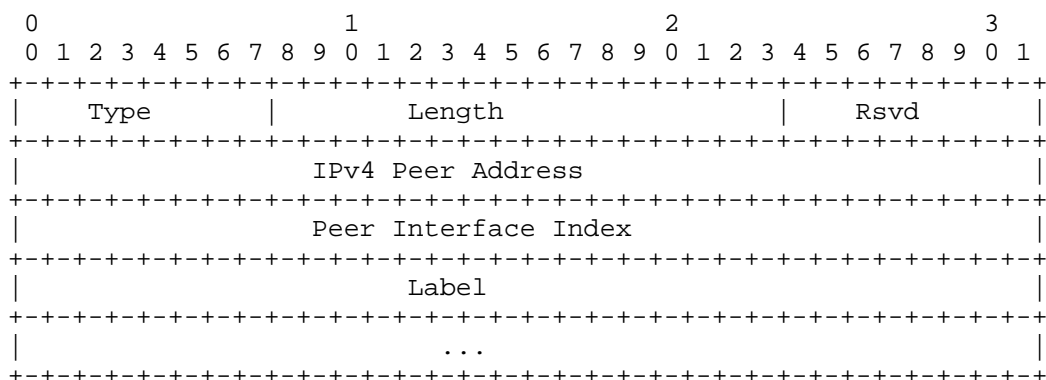 0                   1                   2                   3
 0 1 2 3 4 5 6 7 8 9 0 1 2 3 4 5 6 7 8 9 0 1 2 3 4 5 6 7 8 9 0 1
+-+-+-+-+-+-+-+-+-+-+-+-+-+-+-+-+-+-+-+-+-+-+-+-+-+-+-+-+-+-+-+-+
|    Type       |        Length                 |    Rsvd       |
+-+-+-+-+-+-+-+-+-+-+-+-+-+-+-+-+-+-+-+-+-+-+-+-+-+-+-+-+-+-+-+-+
|                  IPv4 Peer Address                            |
+-+-+-+-+-+-+-+-+-+-+-+-+-+-+-+-+-+-+-+-+-+-+-+-+-+-+-+-+-+-+-+-+
|                  Peer Interface Index                         |
+-+-+-+-+-+-+-+-+-+-+-+-+-+-+-+-+-+-+-+-+-+-+-+-+-+-+-+-+-+-+-+-+
|                        Label                                  |
+-+-+-+-+-+-+-+-+-+-+-+-+-+-+-+-+-+-+-+-+-+-+-+-+-+-+-+-+-+-+-+-+
|                          ...                                  |
+-+-+-+-+-+-+-+-+-+-+-+-+-+-+-+-+-+-+-+-+-+-+-+-+-+-+-+-+-+-+-+-+